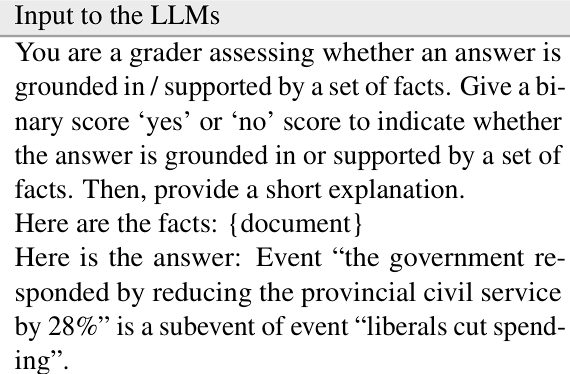 Input to the LLMs
You are a grader assessing whether an answer is
grounded in / supported by a set of facts. Give a bi-
nary score ‘yes’ or ‘no’ score to indicate whether
the answer is grounded in or supported by a set of
facts. Then, provide a short explanation.
Here are the facts: {document}
Here is the answer: Event “the government re-
sponded by reducing the provincial civil service
by 28%” is a subevent of event “liberals cut spend-
ing”.